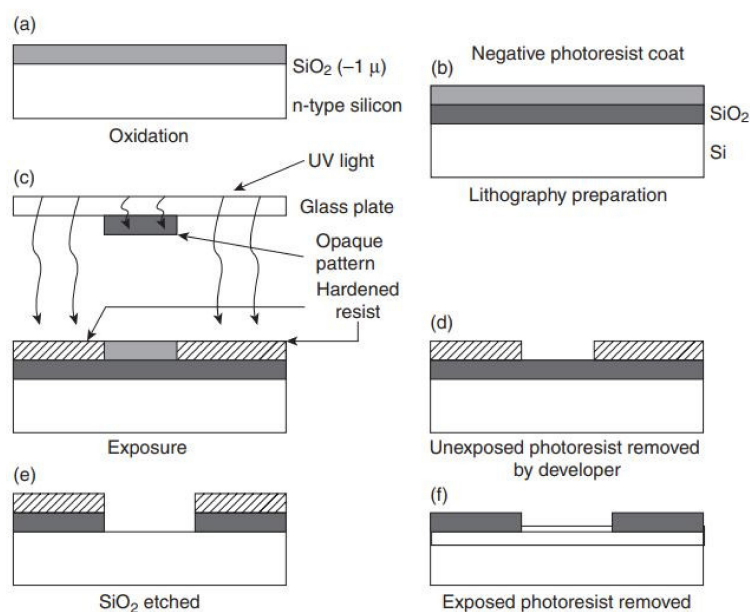 (a)
SiO2 (–1 μ)
n-type silicon
Oxidation
Negative photoresist coat
(b)
SiO2
Si
Lithography preparation
UV light
(c)
Glass plate
Opaque
pattern
Hardened
resist
Exposure
(d)
Unexposed photoresist removed
by developer
(e)
SiO2 etched
(f)
Exposed photoresist removed